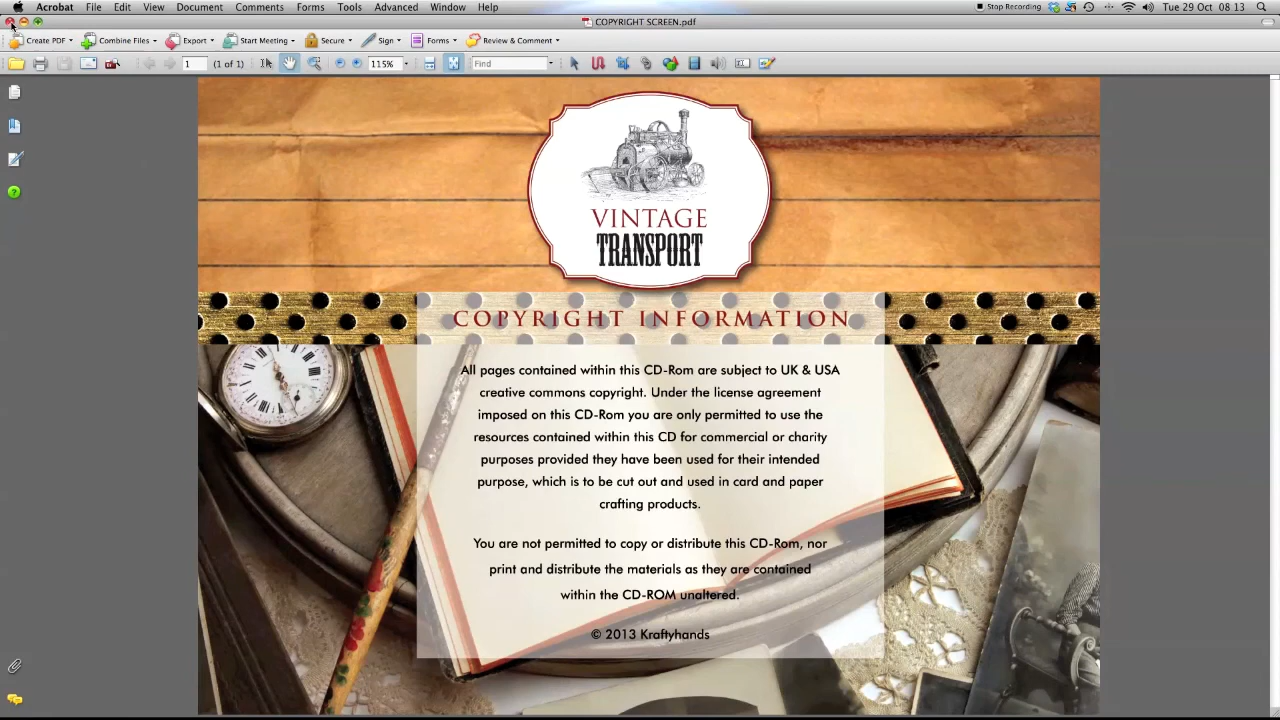 Acrobat File Edit View Document Comments Forms Tools Advanced Window Help Stop Recording Tue 29 Oct 08 13
COPYRIGHT SCREEN.pdf
Create PDF Combine Files Export Start Meeting Secure Sign Forms Review & Comment
1 (1 of 1) 115% Find
VINTAGE
TRANSPORT
COPYRIGHT INFORMATION
All pages contained within this CD-Rom are subject to UK & USA
creative commons copyright. Under the license agreement
imposed on this CD-Rom you are only permitted to use the
resources contained within this CD for commercial or charity
purposes provided they have been used for their intended
purpose, which is to be cut out and used in card and paper
crafting products.
You are not permitted to copy or distribute this CD-Rom, nor
print and distribute the materials as they are contained
within the CD-ROM unaltered.
© 2013 Kraftyhands